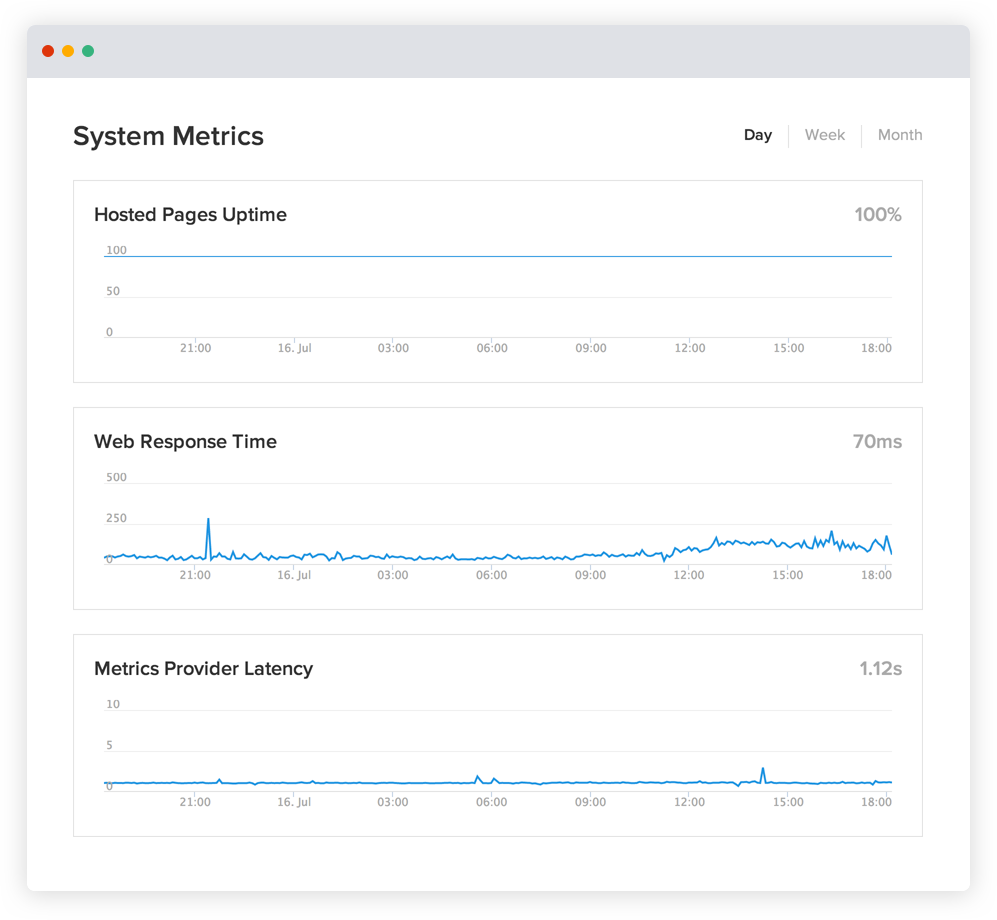 System Metrics
Day Week Month
Hosted Pages Uptime 100%
100
50
0
21:00 16. Jul 03:00 06:00 09:00 12:00 15:00 18:00
Web Response Time 70ms
500
250
0
21:00 16. Jul 03:00 06:00 09:00 12:00 15:00 18:00
Metrics Provider Latency 1.12s
10
5
0
21:00 16. Jul 03:00 06:00 09:00 12:00 15:00 18:00